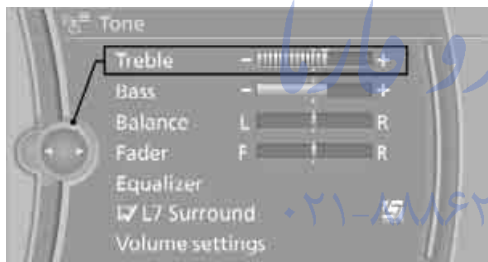 Tone
Treble - +
Bass - +
Balance L R
Fader F R
Equalizer
L7 Surround
Volume settings